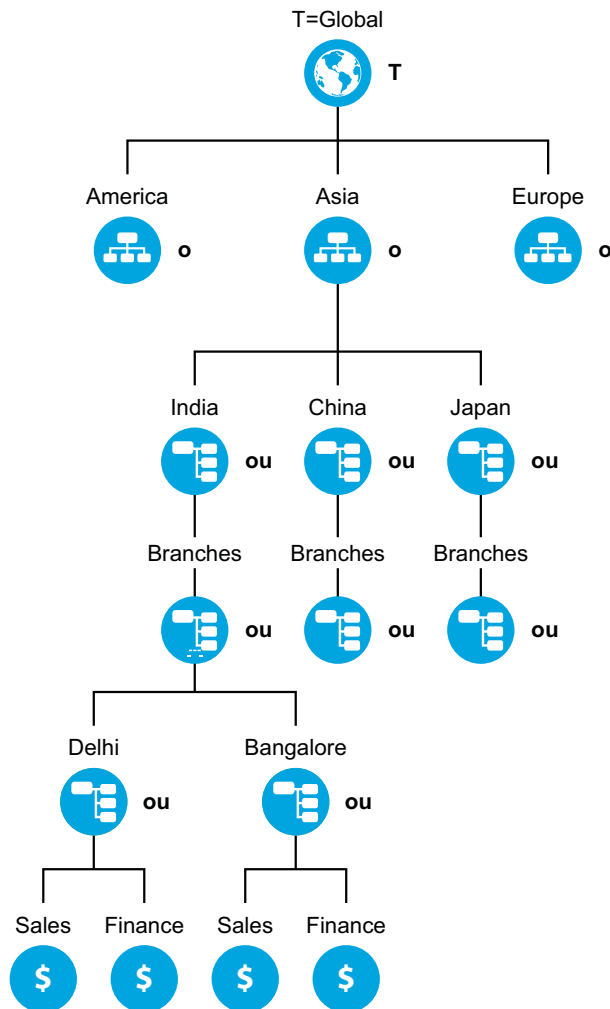 T=Global
T
America Asia Europe
o o o
India China Japan
ou ou ou
Branches Branches Branches
ou ou ou
Delhi Bangalore
ou ou
Sales Finance Sales Finance
$ $ $ $